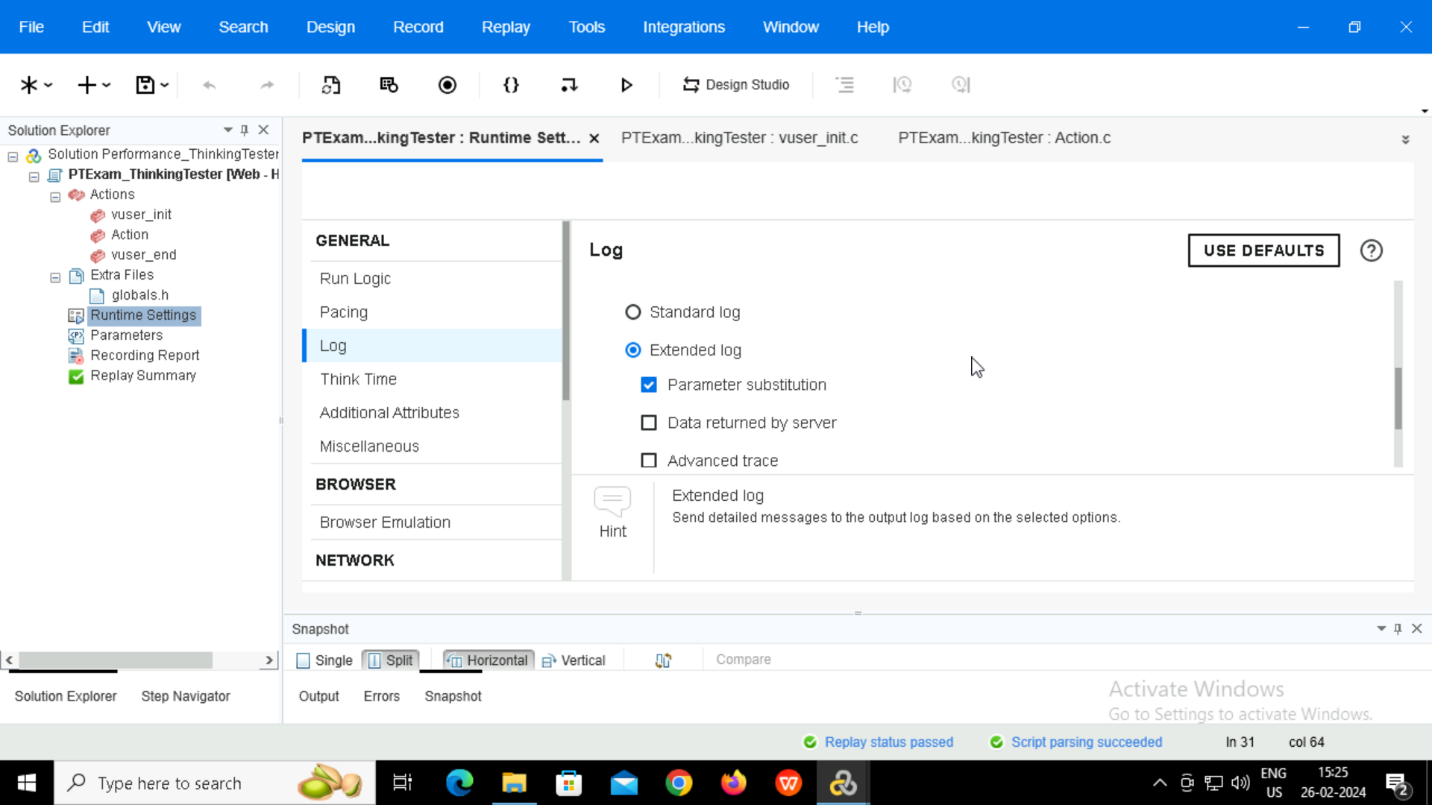 File Edit View Search Design Record Replay Tools Integrations Window Help
Design Studio
Solution Explorer
Solution Performance_ThinkingTester
PTExam_ThinkingTester [Web - H
Actions
vuser_init
Action
vuser_end
Extra Files
globals.h
Runtime Settings
Parameters
Recording Report
Replay Summary
Solution Explorer Step Navigator
PTExam...kingTester : Runtime Sett... PTExam...kingTester : vuser_init.c PTExam...kingTester : Action.c
GENERAL
Run Logic
Pacing
Log
Think Time
Additional Attributes
Miscellaneous
BROWSER
Browser Emulation
NETWORK
Log
USE DEFAULTS ?
Standard log
Extended log
Parameter substitution
Data returned by server
Advanced trace
Hint
Extended log
Send detailed messages to the output log based on the selected options.
Snapshot
Single Split Horizontal Vertical Compare
Output Errors Snapshot
Activate Windows
Go to Settings to activate Windows.
Replay status passed Script parsing succeeded ln 31 col 64
Type here to search
ENG
US
15:25
26-02-2024
2